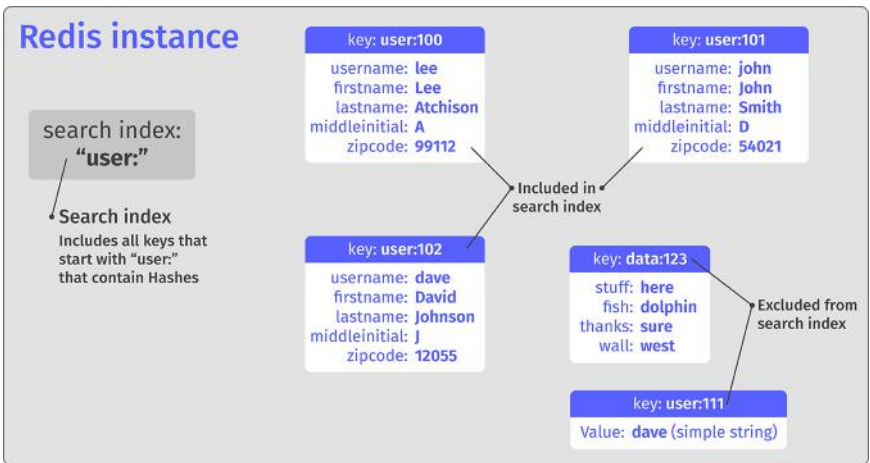 Redis instance
search index:
“user:”
Search index
Includes all keys that
start with “user:”
that contain Hashes
key: user:100
username: lee
firstname: Lee
lastname: Atchison
middleinitial: A
zipcode: 99112
key: user:101
username: john
firstname: John
lastname: Smith
middleinitial: D
zipcode: 54021
Included in
search index
key: user:102
username: dave
firstname: David
lastname: Johnson
middleinitial: J
zipcode: 12055
key: data:123
stuff: here
fish: dolphin
thanks: sure
wall: west
Excluded from
search index
key: user:111
Value: dave (simple string)